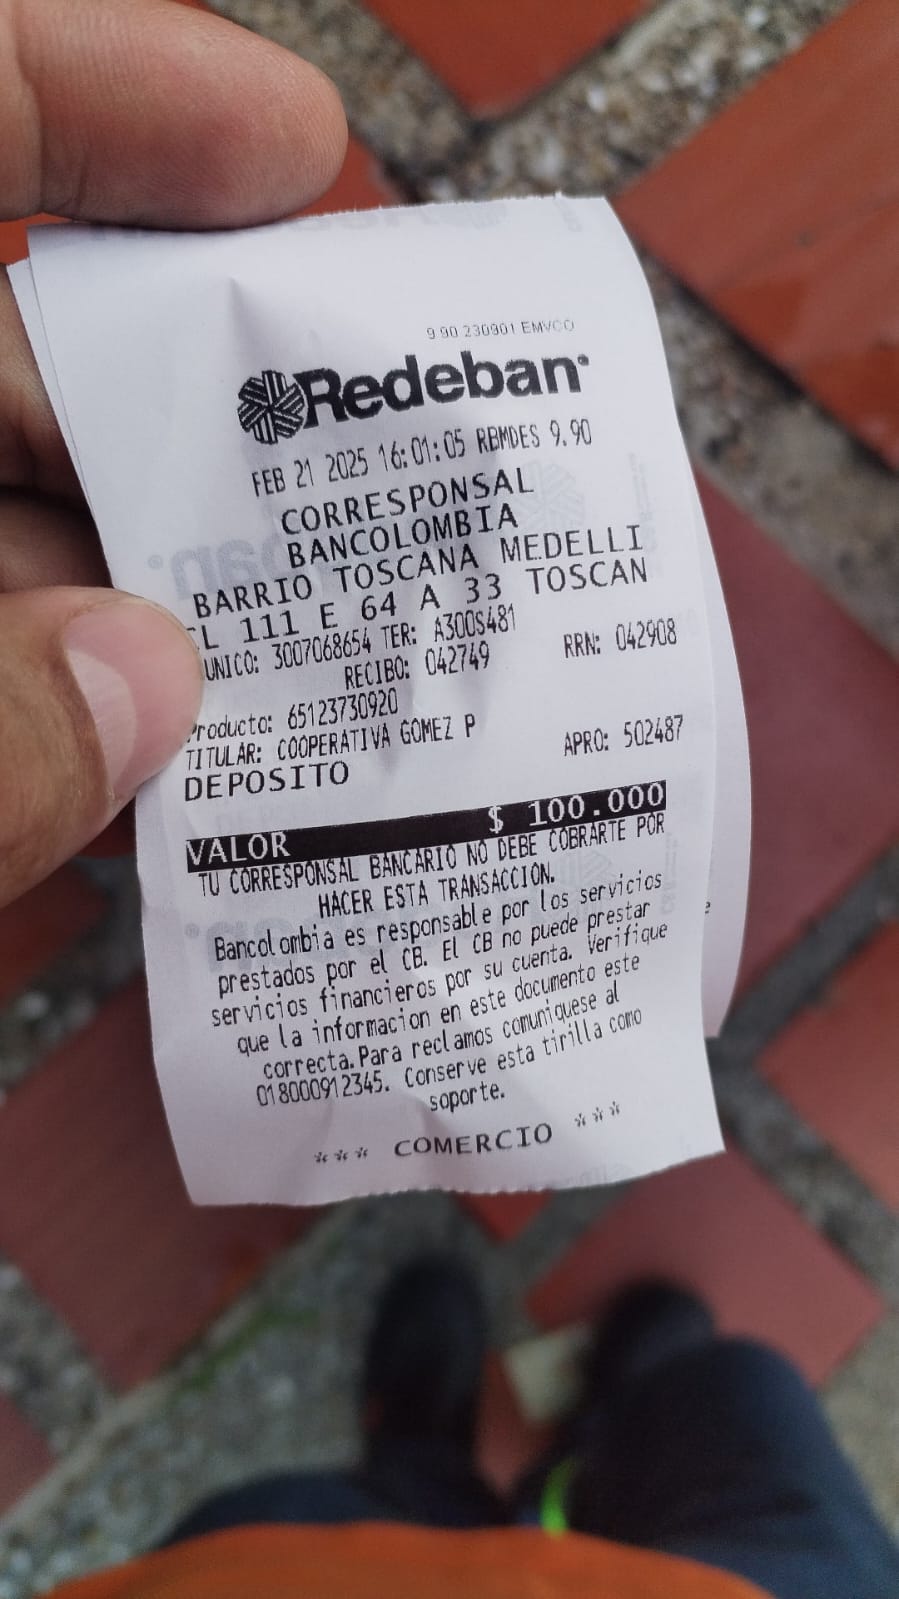 9.90 230901 EMVCO
Redeban
FEB 21 2025 16:01:05 RBMDES 9.90
CORRESPONSAL
BANCOLOMBIA
BARRIO TOSCANA MEDELLI
CL 111 E 64 A 33 TOSCAN
UNICO: 3007068654 TER: A300S481
RECIBO: 042749 RRN: 042908
Producto: 65123730920
TITULAR: COOPERATIVA GOMEZ P
DEPOSITO APRO: 502487
VALOR $ 100.000
TU CORRESPONSAL BANCARIO NO DEBE COBRARTE POR
HACER ESTA TRANSACCION.
Bancolombia es responsable por los servicios
prestados por el CB. El CB no puede prestar
servicios financieros por su cuenta. Verifique
que la informacion en este documento este
correcta.Para reclamos comuniquese al
018000912345. Conserve esta tirilla como
soporte.
*** COMERCIO ***